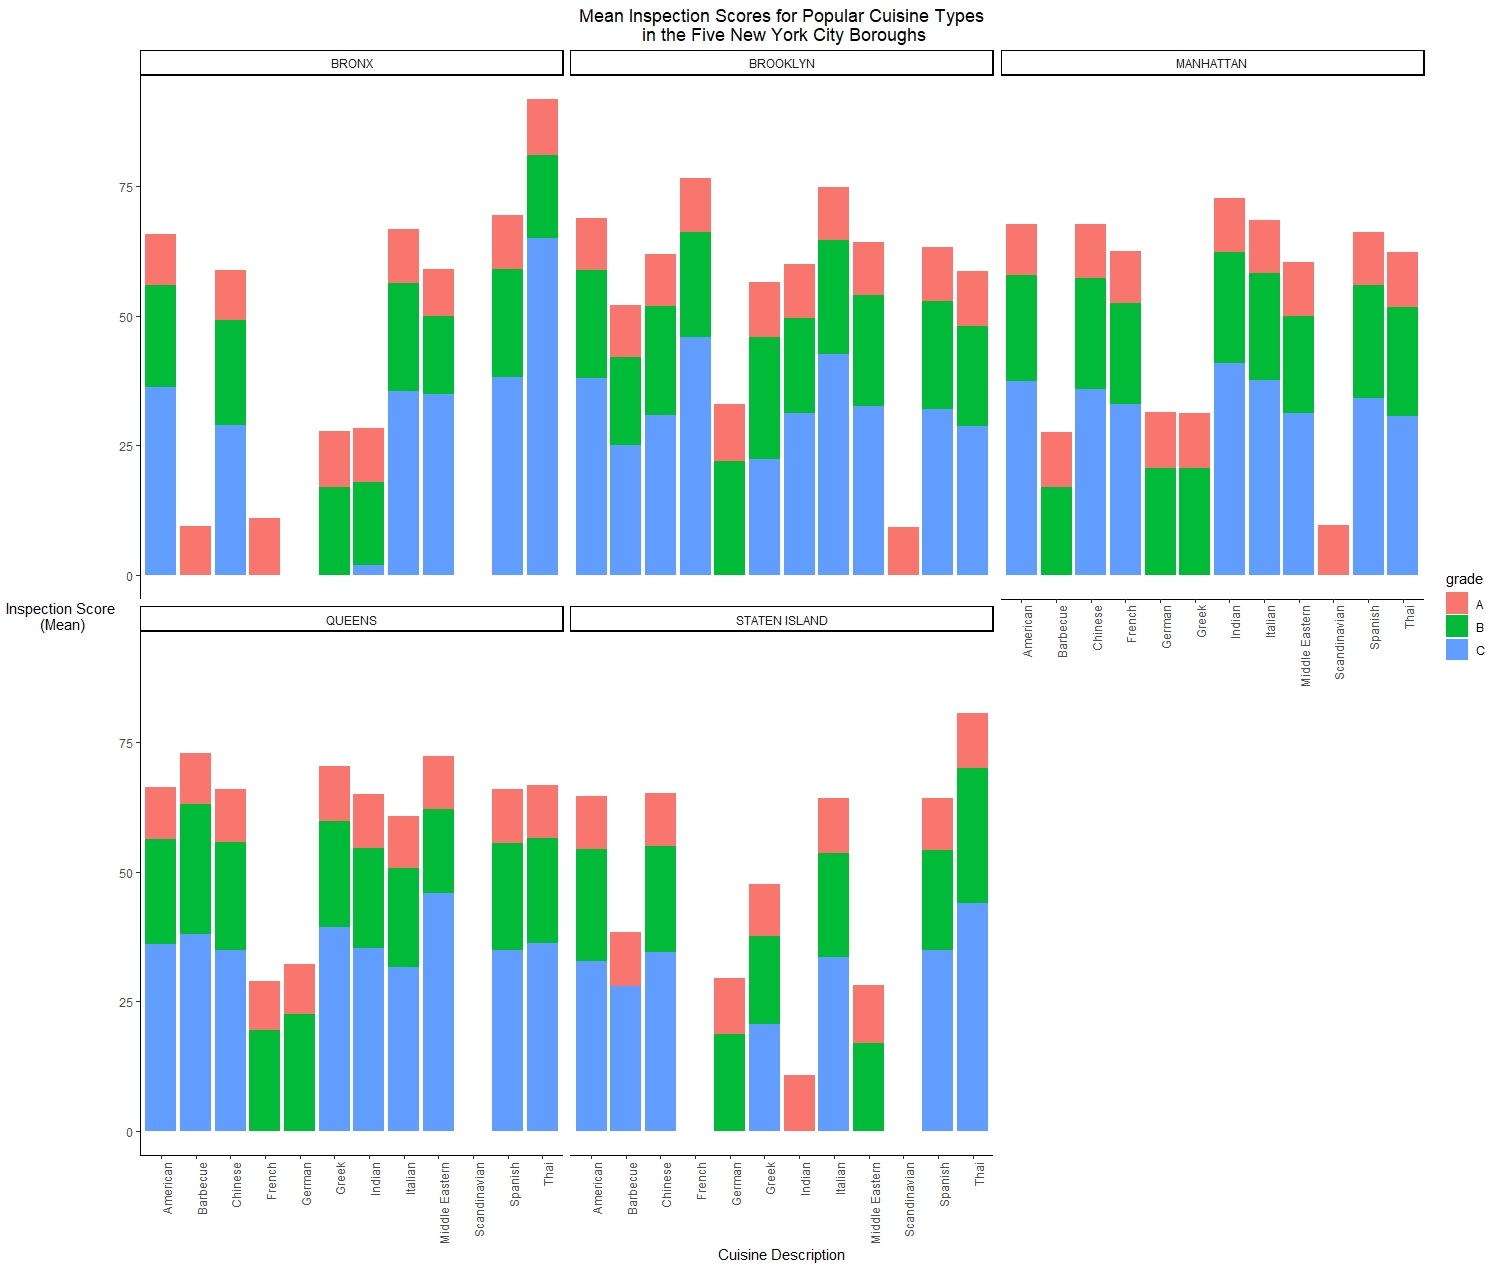 Mean Inspection Scores for Popular Cuisine Types
in the Five New York City Boroughs
BRONX
BROOKLYN
MANHATTAN
75
50
25
0
American
Barbecue
Chinese
French
German
Greek
Indian
Italian
Middle Eastern
Scandinavian
Spanish
Thai
grade
A
B
C
Inspection Score
(Mean)
QUEENS
STATEN ISLAND
75
50
25
0
American
Barbecue
Chinese
French
German
Greek
Indian
Italian
Middle Eastern
Scandinavian
Spanish
Thai
American
Barbecue
Chinese
French
German
Greek
Indian
Italian
Middle Eastern
Scandinavian
Spanish
Thai
Cuisine Description